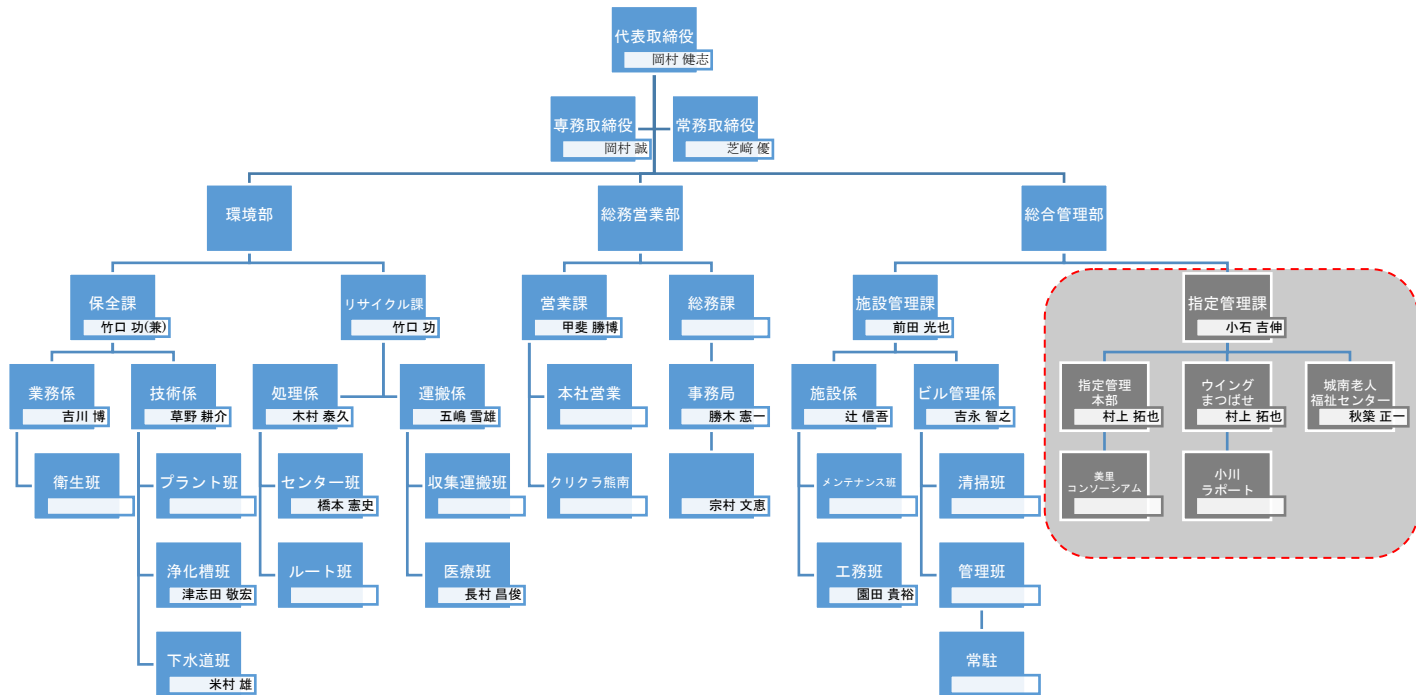 代表取締役
岡村 健志
専務取締役
岡村 誠
常務取締役
芝﨑 優
環境部
総務営業部
総合管理部
保全課
竹口 功(兼)
リサイクル課
竹口 功
営業課
甲斐 勝博
総務課
施設管理課
前田 光也
指定管理課
小石 吉伸
業務係
吉川 博
技術係
草野 耕介
処理係
木村 泰久
運搬係
五嶋 雪雄
本社営業
事務局
勝木 憲一
施設係
辻 信吾
ビル管理係
吉永 智之
指定管理
本部
村上 拓也
ウイング
まつばせ
村上 拓也
城南老人
福祉センター
秋築 正一
衛生班
プラント班
センター班
橋本 憲史
収集運搬班
クリクラ熊南
宗村 文恵
メンテナンス班
清掃班
美里
コンソーシアム
小川
ラポート
浄化槽班
津志田 敬宏
ルート班
医療班
長村 昌俊
工務班
園田 貴裕
管理班
下水道班
米村 雄
常駐